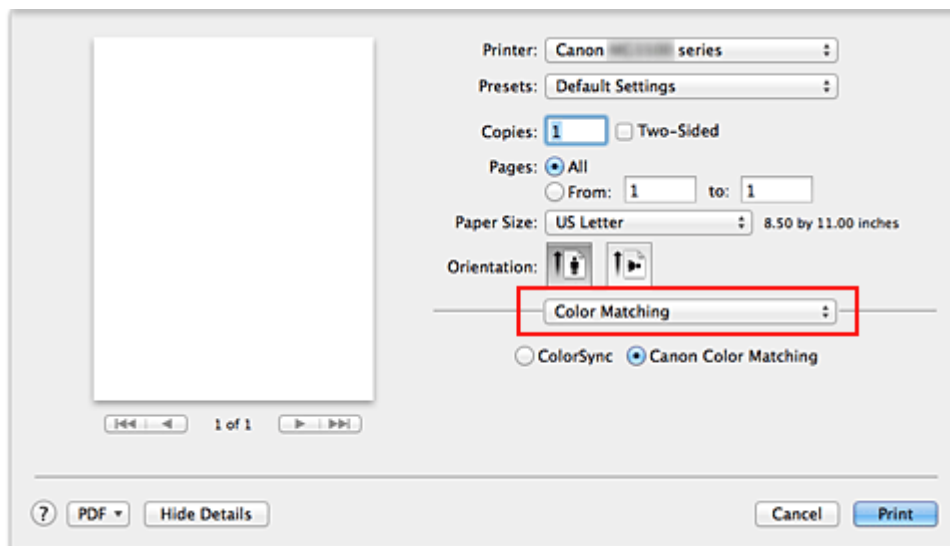 Printer: Canon series
Presets: Default Settings
Copies: 1 Two-Sided
Pages: All
From: 1 to: 1
Paper Size: US Letter 8.50 by 11.00 inches
Orientation:
Color Matching
ColorSync Canon Color Matching
1 of 1
? PDF Hide Details Cancel Print